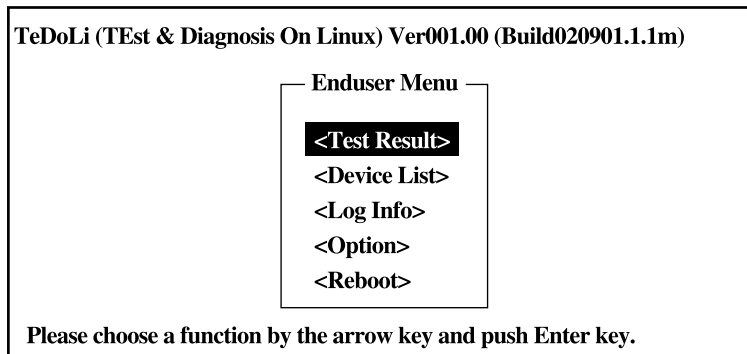 TeDoLi (TEst & Diagnosis On Linux) Ver001.00 (Build020901.1.1m)
Enduser Menu
<Test Result>
<Device List>
<Log Info>
<Option>
<Reboot>
Please choose a function by the arrow key and push Enter key.